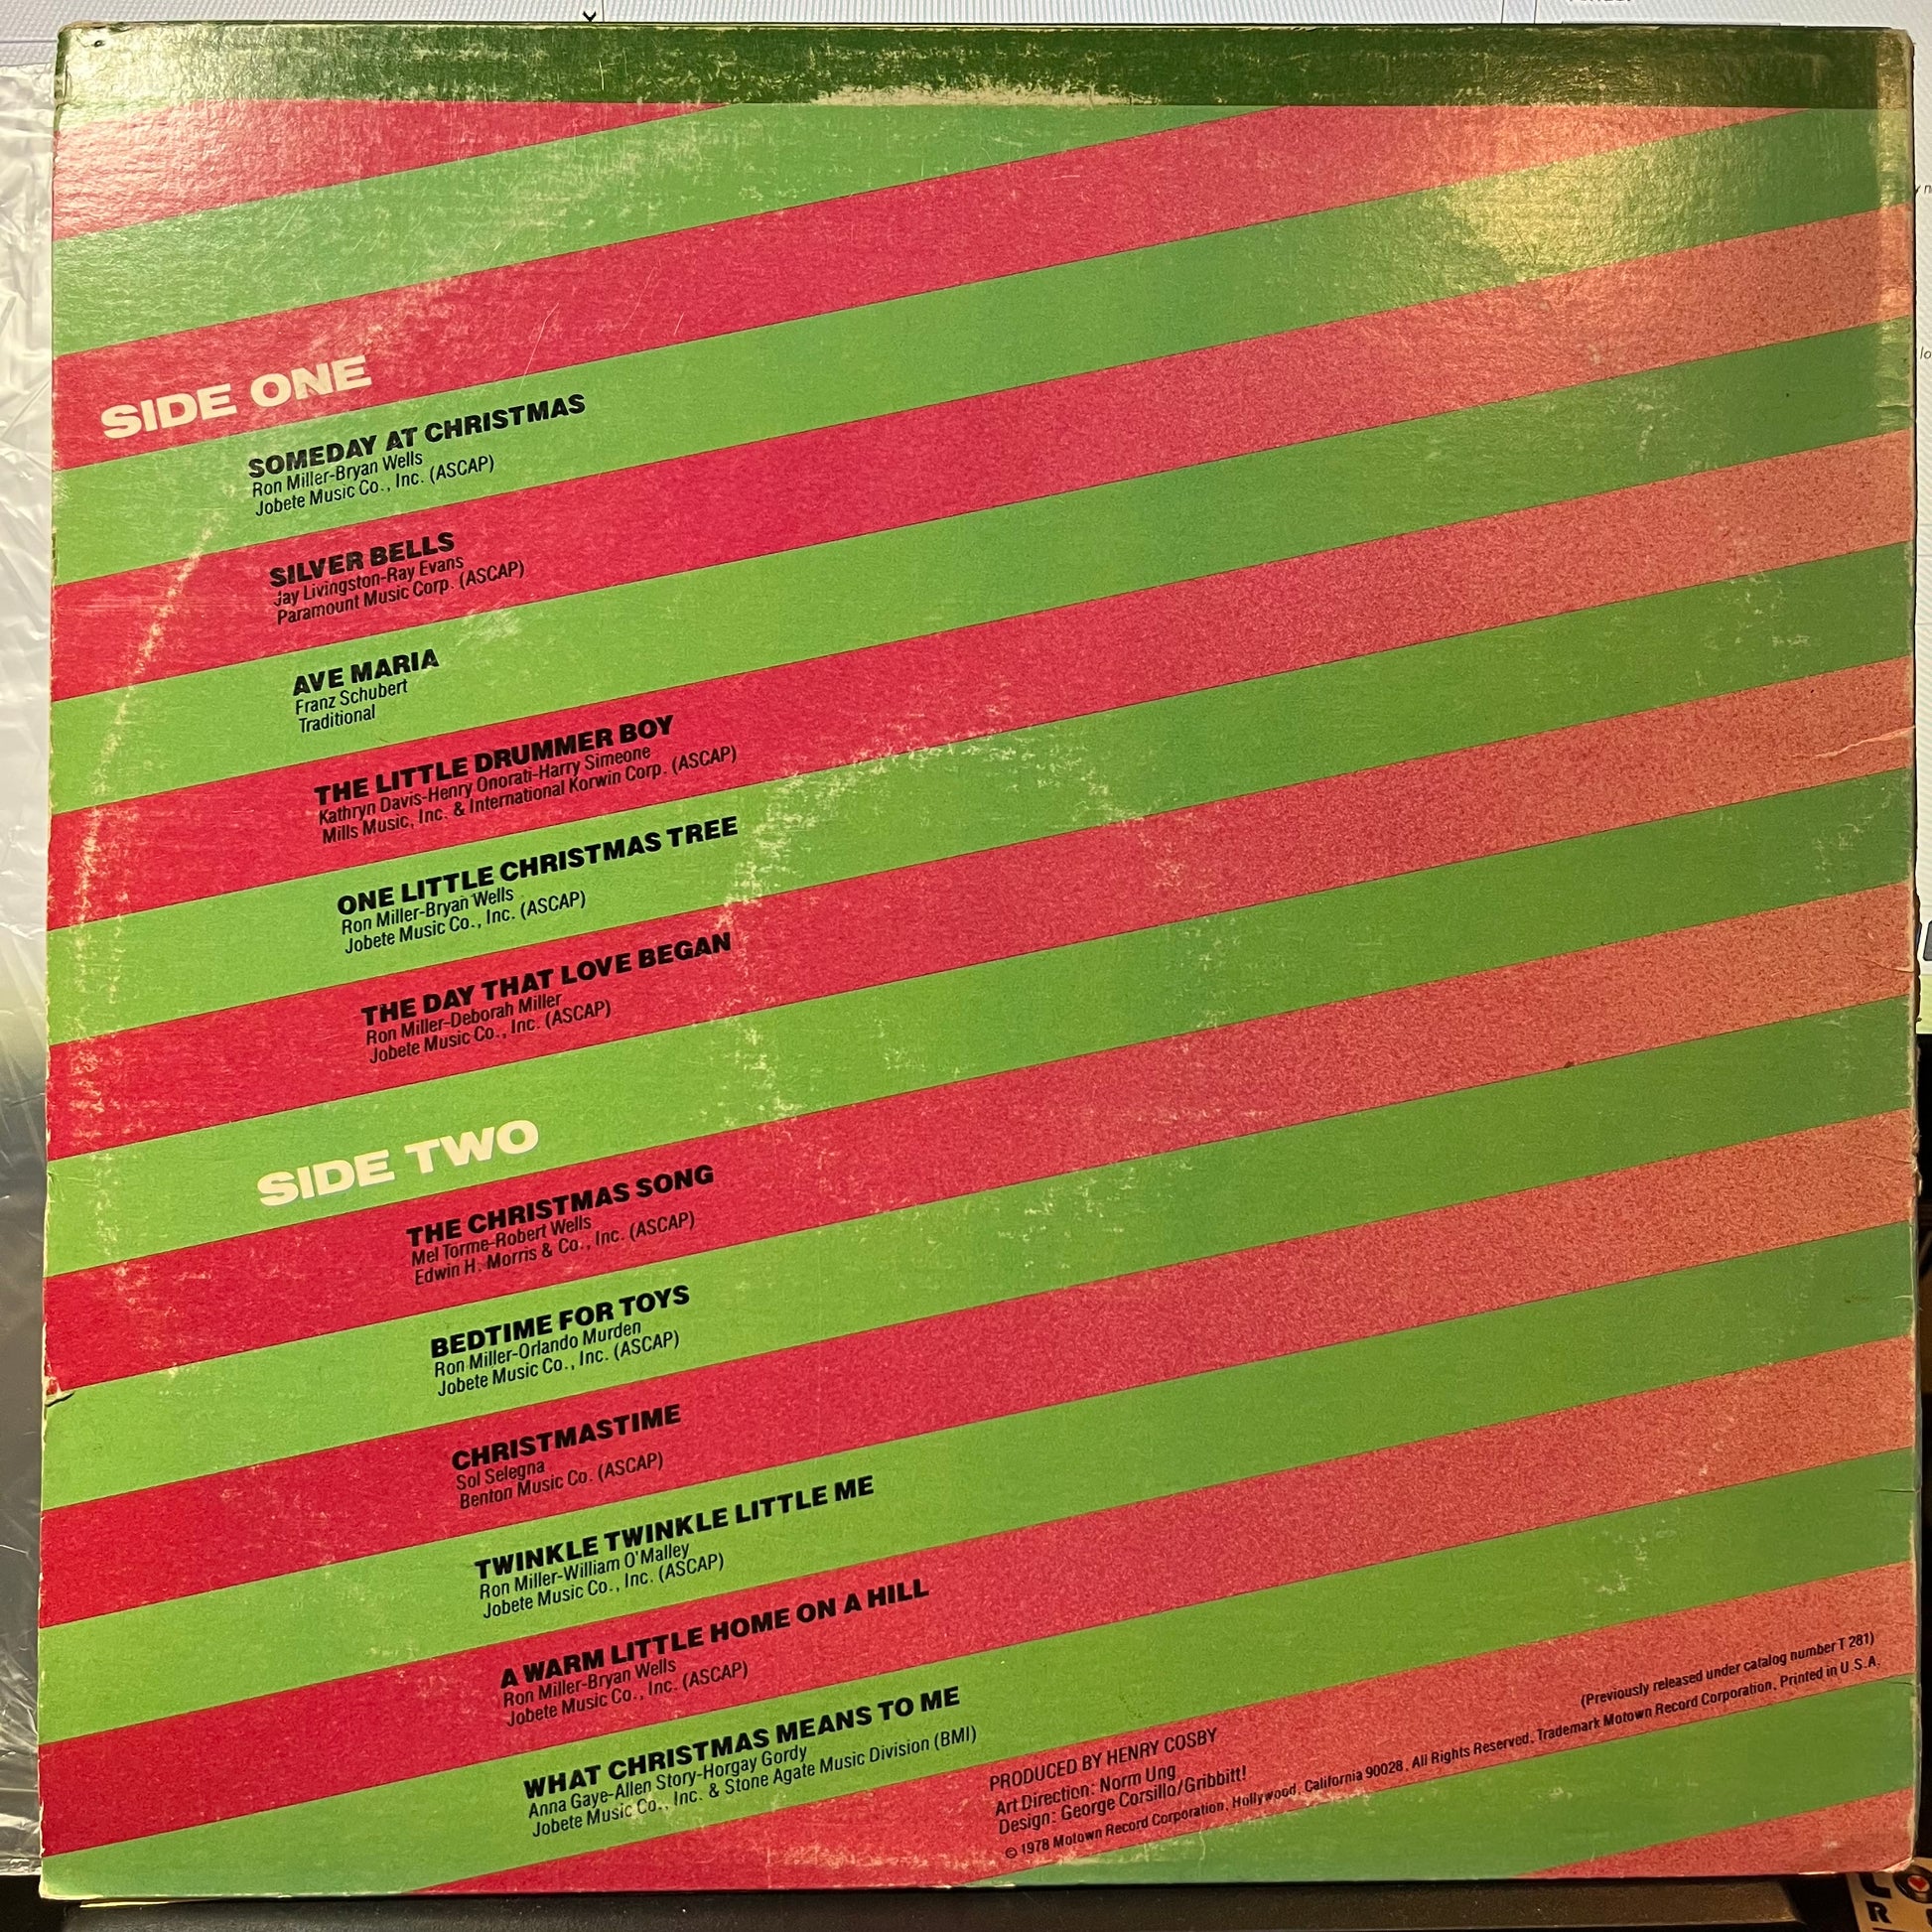 SIDE ONE
SOMEDAY AT CHRISTMAS
Ron Miller-Bryan Wells
Jobete Music Co., Inc. (ASCAP)
SILVER BELLS
Jay Livingston-Ray Evans
Paramount Music Corp. (ASCAP)
AVE MARIA
Franz Schubert
Traditional
THE LITTLE DRUMMER BOY
Kathryn Davis-Henry Onorati-Harry Simeone
Mills Music, Inc. & International Korwin Corp. (ASCAP)
ONE LITTLE CHRISTMAS TREE
Ron Miller-Bryan Wells
Jobete Music Co., Inc. (ASCAP)
THE DAY THAT LOVE BEGAN
Ron Miller-Deborah Miller
Jobete Music Co., Inc. (ASCAP)
SIDE TWO
THE CHRISTMAS SONG
Mel Torme-Robert Wells
Edwin H. Morris & Co., Inc. (ASCAP)
BEDTIME FOR TOYS
Ron Miller-Orlando Murden
Jobete Music Co., Inc. (ASCAP)
CHRISTMASTIME
Sol Selegna
Benton Music Co. (ASCAP)
TWINKLE TWINKLE LITTLE ME
Ron Miller-William O'Malley
Jobete Music Co., Inc. (ASCAP)
A WARM LITTLE HOME ON A HILL
Ron Miller-Bryan Wells
Jobete Music Co., Inc. (ASCAP)
WHAT CHRISTMAS MEANS TO ME
Anna Gaye-Allen Story-Horgay Gordy
Jobete Music Co., Inc. & Stone Agate Music Division (BMI)
PRODUCED BY HENRY COSBY
Art Direction: Norm Ung
Design: George Corsillo/Gribbitt!
(Previously released under catalog number T 281)
© 1978 Motown Record Corporation, Hollywood, California 90028. All Rights Reserved. Trademark Motown Record Corporation. Printed in U.S.A.